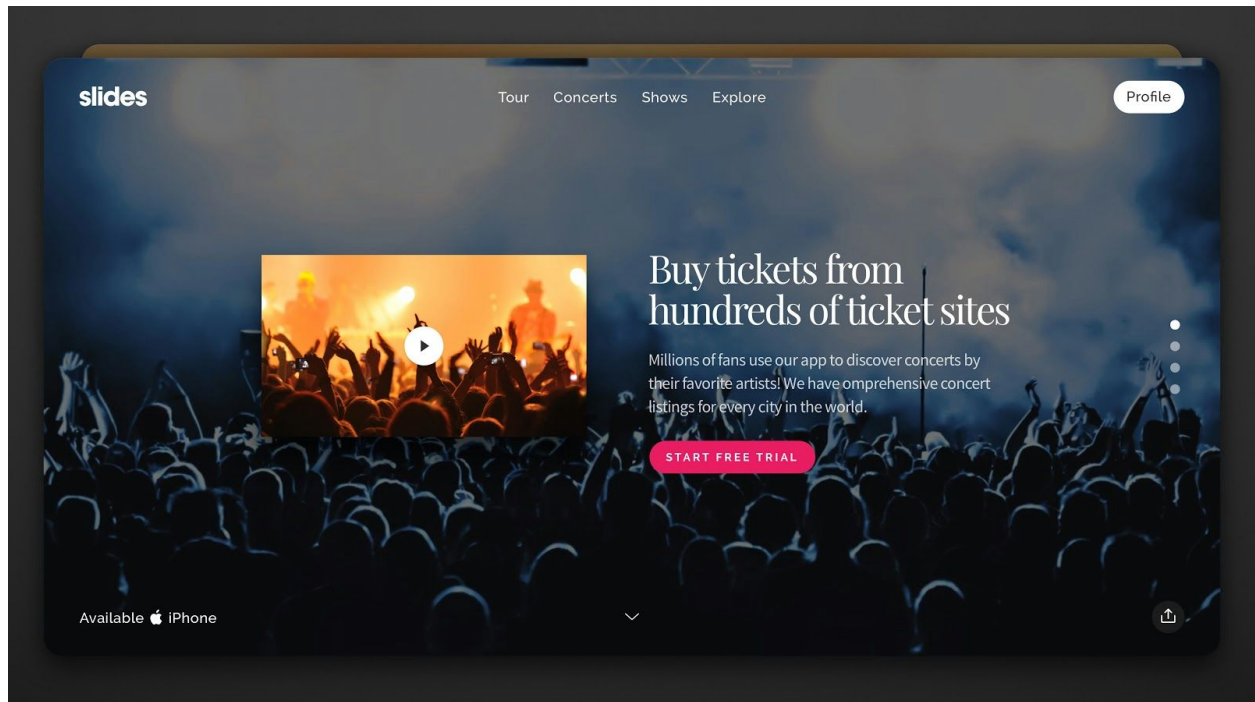 slides
Tour Concerts Shows Explore
Profile
Buy tickets from
hundreds of ticket sites
Millions of fans use our app to discover concerts by
their favorite artists! We have omprehensive concert
listings for every city in the world.
START FREE TRIAL
Available iPhone